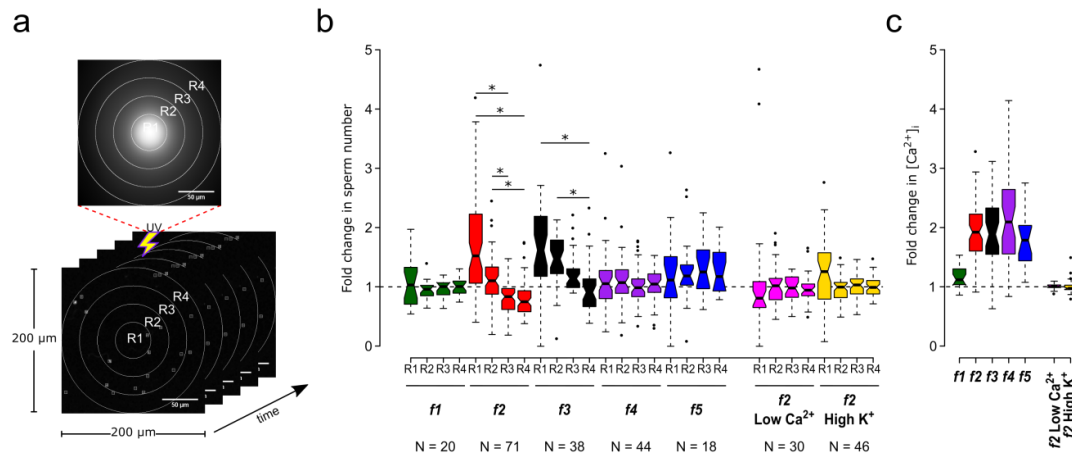 a
R4
R3
R2
R1
50 µm
UV
R4
R3
R2
R1
50 µm
200 µm
200 µm
time
b
Fold change in sperm number
5
4
3
2
1
0
* * * * * *
R1 R2 R3 R4 R1 R2 R3 R4 R1 R2 R3 R4 R1 R2 R3 R4 R1 R2 R3 R4 R1 R2 R3 R4 R1 R2 R3 R4
f1 f2 f3 f4 f5 f2 Low Ca²⁺ f2 High K⁺
N = 20 N = 71 N = 38 N = 44 N = 18 N = 30 N = 46
c
Fold change in [Ca²⁺]i
5
4
3
2
1
0
f1 f2 f3 f4 f5
f2 Low Ca²⁺
f2 High K⁺